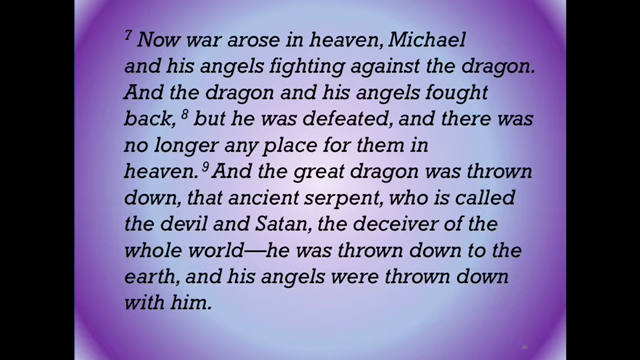 7 Now war arose in heaven, Michael
and his angels fighting against the dragon.
And the dragon and his angels fought
back, 8 but he was defeated, and there was
no longer any place for them in
heaven. 9 And the great dragon was thrown
down, that ancient serpent, who is called
the devil and Satan, the deceiver of the
whole world—he was thrown down to the
earth, and his angels were thrown down
with him.